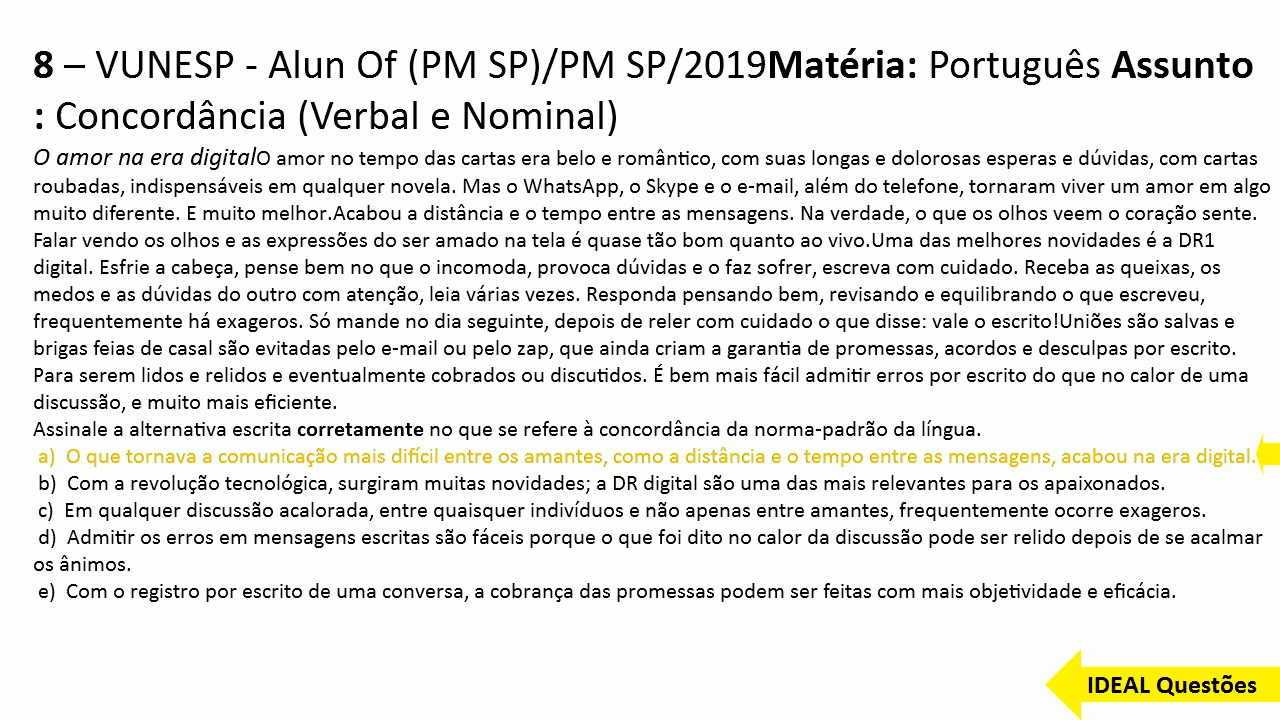 8 – VUNESP - Alun Of (PM SP)/PM SP/2019Matéria: Português Assunto
: Concordância (Verbal e Nominal)
O amor na era digitalO amor no tempo das cartas era belo e romântico, com suas longas e dolorosas esperas e dúvidas, com cartas
roubadas, indispensáveis em qualquer novela. Mas o WhatsApp, o Skype e o e-mail, além do telefone, tornaram viver um amor em algo
muito diferente. E muito melhor.Acabou a distância e o tempo entre as mensagens. Na verdade, o que os olhos veem o coração sente.
Falar vendo os olhos e as expressões do ser amado na tela é quase tão bom quanto ao vivo.Uma das melhores novidades é a DR1
digital. Esfrie a cabeça, pense bem no que o incomoda, provoca dúvidas e o faz sofrer, escreva com cuidado. Receba as queixas, os
medos e as dúvidas do outro com atenção, leia várias vezes. Responda pensando bem, revisando e equilibrando o que escreveu,
frequentemente há exageros. Só mande no dia seguinte, depois de reler com cuidado o que disse: vale o escrito!Uniões são salvas e
brigas feias de casal são evitadas pelo e-mail ou pelo zap, que ainda criam a garantia de promessas, acordos e desculpas por escrito.
Para serem lidos e relidos e eventualmente cobrados ou discutidos. É bem mais fácil admitir erros por escrito do que no calor de uma
discussão, e muito mais eficiente.
Assinale a alternativa escrita corretamente no que se refere à concordância da norma-padrão da língua.
a) O que tornava a comunicação mais difícil entre os amantes, como a distância e o tempo entre as mensagens, acabou na era digital.
b) Com a revolução tecnológica, surgiram muitas novidades; a DR digital são uma das mais relevantes para os apaixonados.
c) Em qualquer discussão acalorada, entre quaisquer indivíduos e não apenas entre amantes, frequentemente ocorre exageros.
d) Admitir os erros em mensagens escritas são fáceis porque o que foi dito no calor da discussão pode ser relido depois de se acalmar
os ânimos.
e) Com o registro por escrito de uma conversa, a cobrança das promessas podem ser feitas com mais objetividade e eficácia.
IDEAL Questões